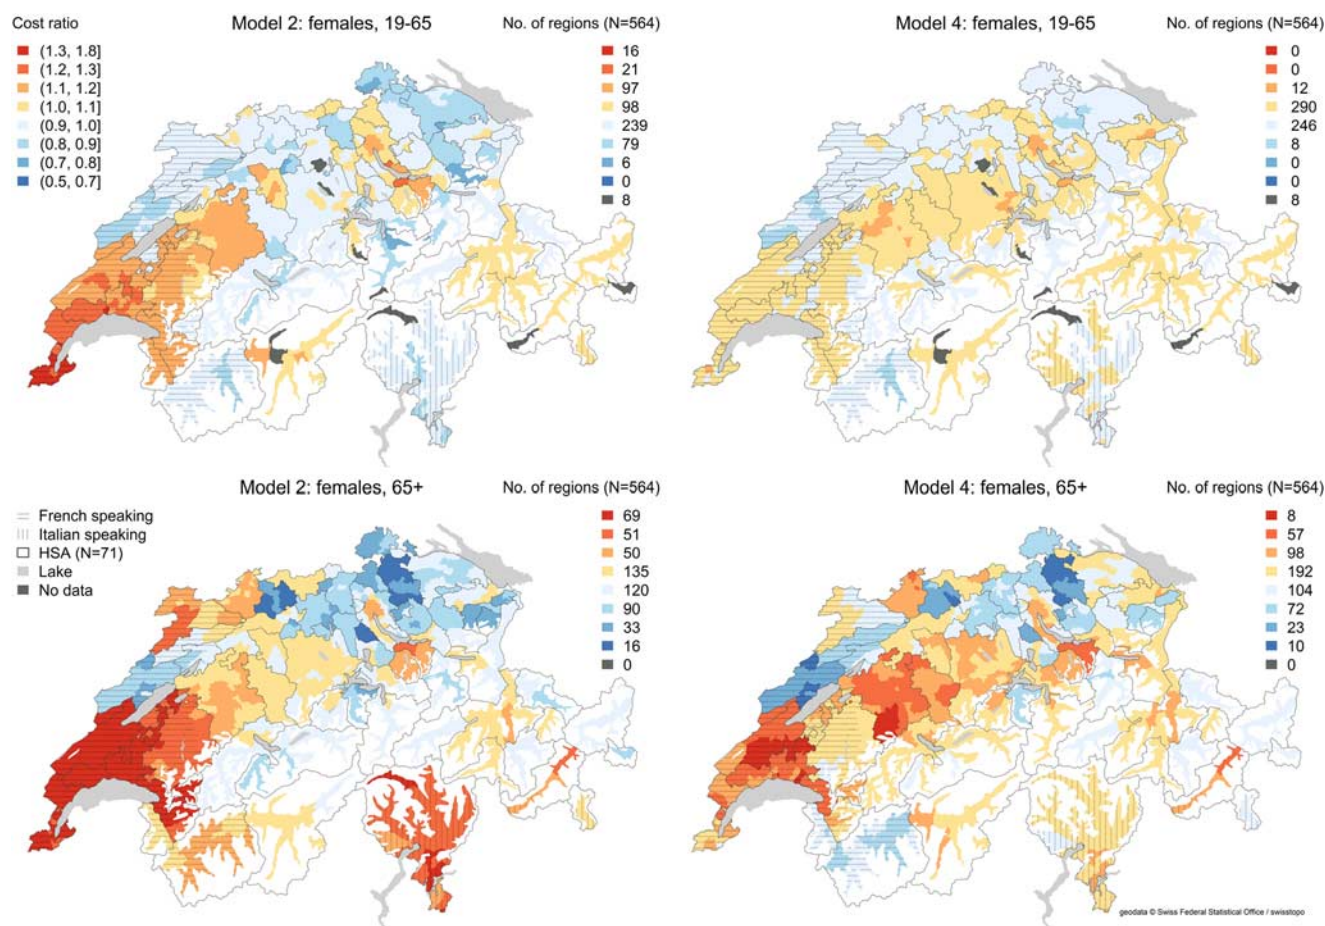 Cost ratio
Model 2: females, 19-65
No. of regions (N=564)
(1.3, 1.8]
(1.2, 1.3]
(1.1, 1.2]
(1.0, 1.1]
(0.9, 1.0]
(0.8, 0.9]
(0.7, 0.8]
(0.5, 0.7]
16
21
97
98
239
79
6
0
8
Model 4: females, 19-65
No. of regions (N=564)
0
0
12
290
246
8
0
0
8
Model 2: females, 65+
No. of regions (N=564)
French speaking
Italian speaking
HSA (N=71)
Lake
No data
69
51
50
135
120
90
33
16
0
Model 4: females, 65+
No. of regions (N=564)
8
57
98
192
104
72
23
10
0
geodata © Swiss Federal Statistical Office / swisstopo